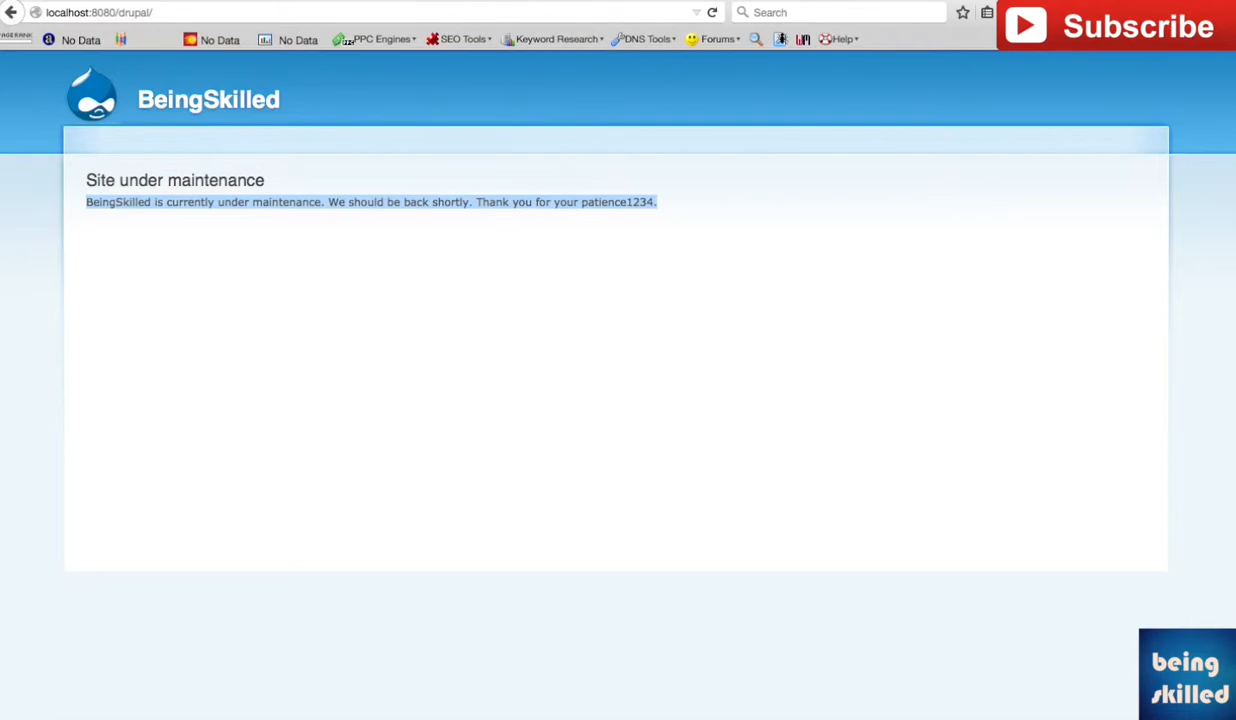 localhost:8080/drupal/ Search Subscribe
PAGERANK No Data No Data No Data PPC Engines SEO Tools Keyword Research DNS Tools Forums Help
BeingSkilled
Site under maintenance
BeingSkilled is currently under maintenance. We should be back shortly. Thank you for your patience1234.
being
skilled